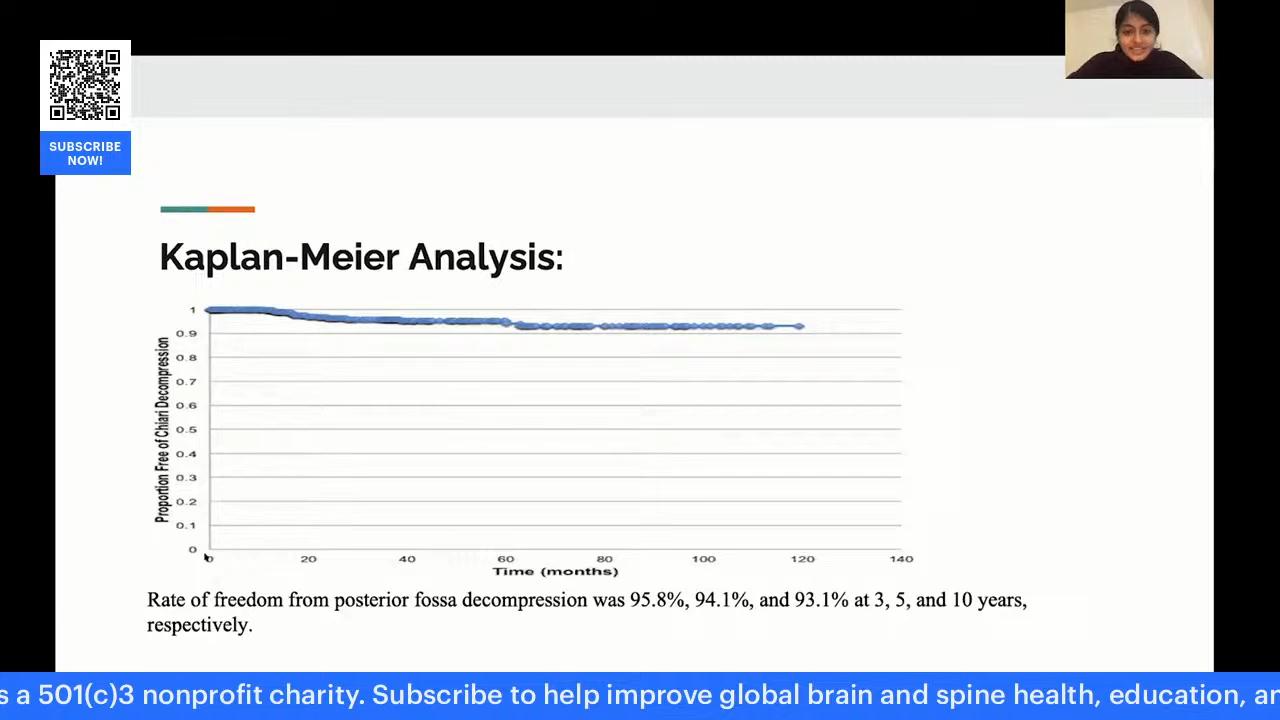 SUBSCRIBE
NOW!
Kaplan-Meier Analysis:
Proportion Free of Chiari Decompression
1
0.9
0.8
0.7
0.6
0.5
0.4
0.3
0.2
0.1
0
0 20 40 60 80 100 120 140
Time (months)
Rate of freedom from posterior fossa decompression was 95.8%, 94.1%, and 93.1% at 3, 5, and 10 years,
respectively.
s a 501(c)3 nonprofit charity. Subscribe to help improve global brain and spine health, education, an